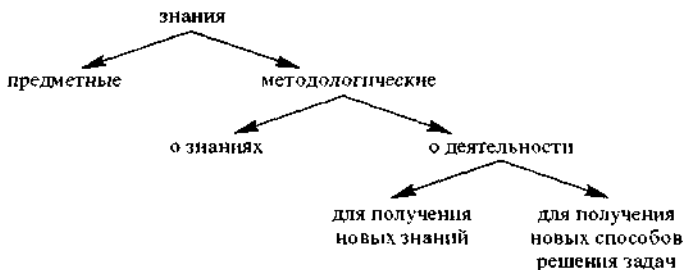 знания
предметные методологические
о знаниях о деятельности
для получения для получения
новых знаний новых способов
решения задач